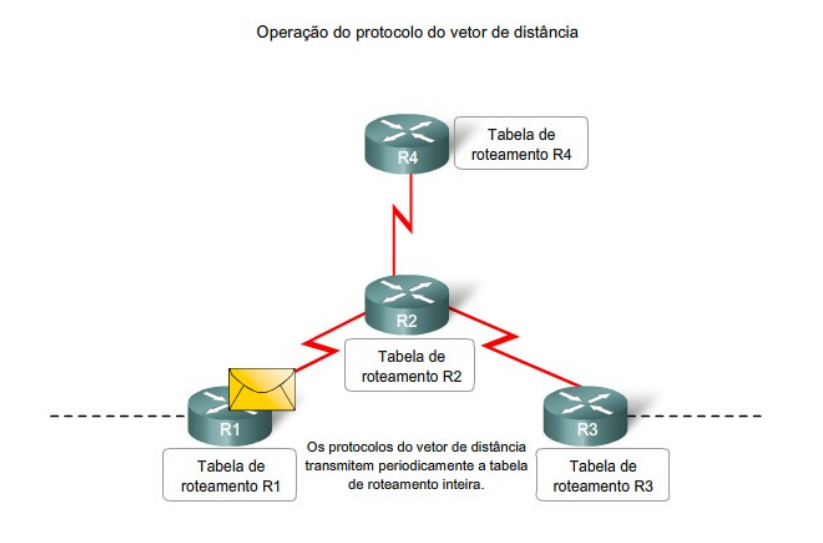 Operação do protocolo do vetor de distância
R4
Tabela de
roteamento R4
R2
Tabela de
roteamento R2
R1
Tabela de
roteamento R1
Os protocolos do vetor de distância
transmitem periodicamente a tabela
de roteamento inteira.
R3
Tabela de
roteamento R3